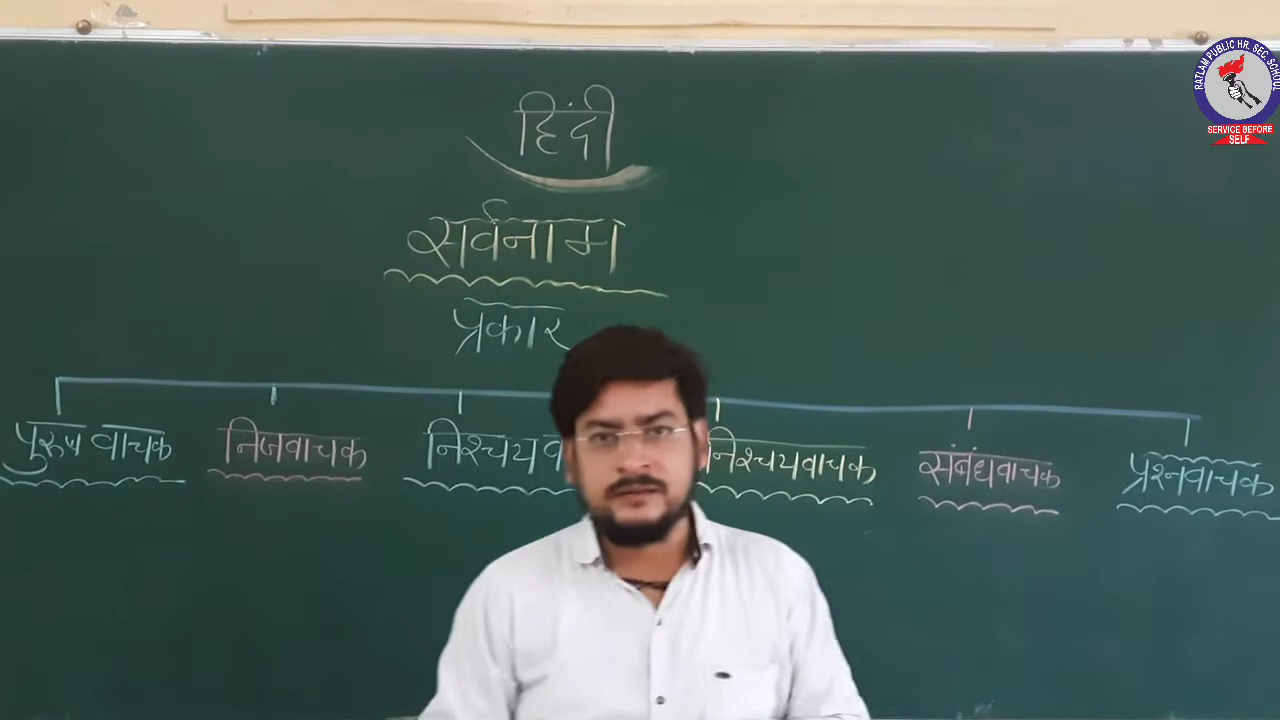 हिंदी
सर्वनाम
प्रकार
पुरुष वाचक निजवाचक निश्चयव निश्चयवाचक संबंधवाचक प्रश्नवाचक
RATLAM PUBLIC HR. SEC. SCHOOL
SERVICE BEFORE
SELF